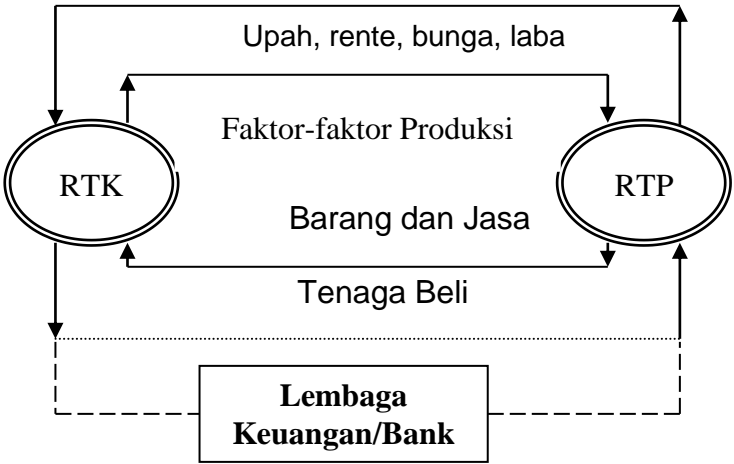 Upah, rente, bunga, laba
Faktor-faktor Produksi
RTK
RTP
Barang dan Jasa
Tenaga Beli
Lembaga
Keuangan/Bank